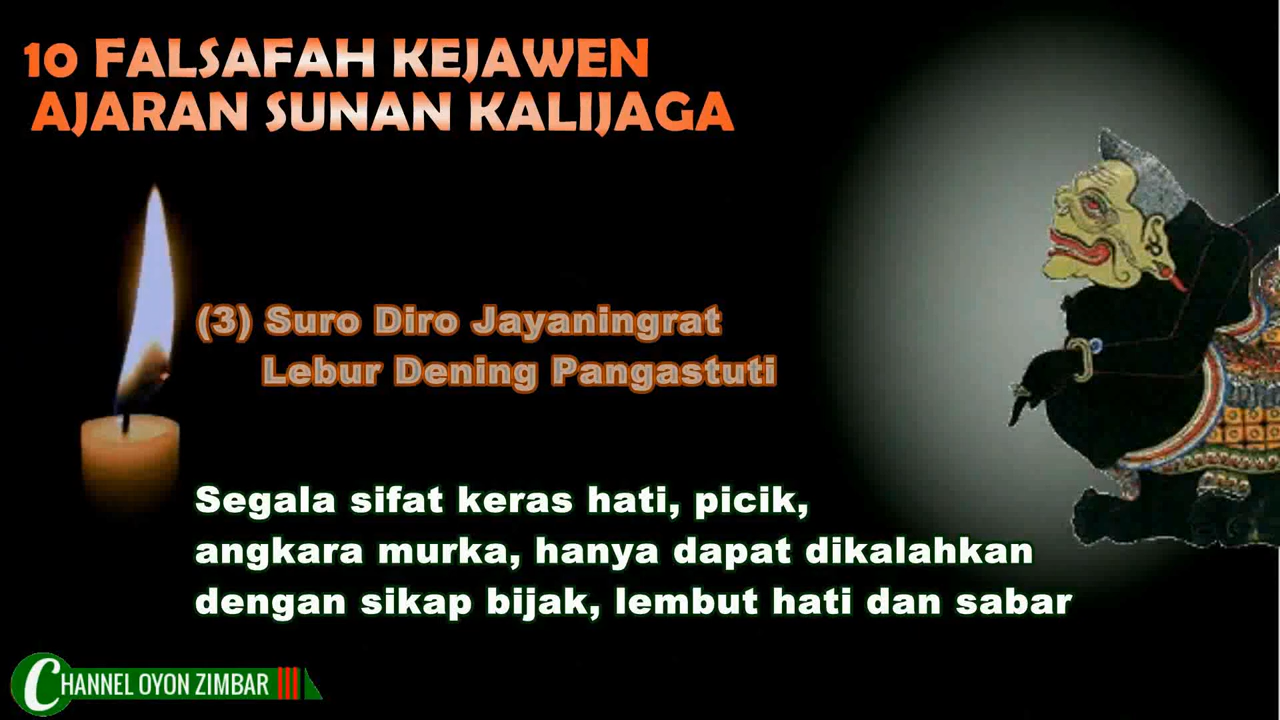 10 FALSAFAH KEJAWEN
AJARAN SUNAN KALIJAGA
(3) Suro Diro Jayaningrat
Lebur Dening Pangastuti
Segala sifat keras hati, picik,
angkara murka, hanya dapat dikalahkan
dengan sikap bijak, lembut hati dan sabar
CHANNEL OYON ZIMBAR